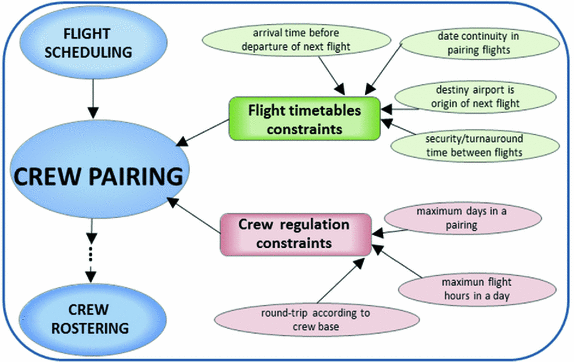 FLIGHT
SCHEDULING
CREW PAIRING
CREW
ROSTERING
Flight timetables
constraints
arrival time before
departure of next flight
date continuity in
pairing flights
destiny airport is
origin of next flight
security/turnauround
time between flights
Crew regulation
constraints
maximum days in a
pairing
maximun flight
hours in a day
round-trip according to
crew base